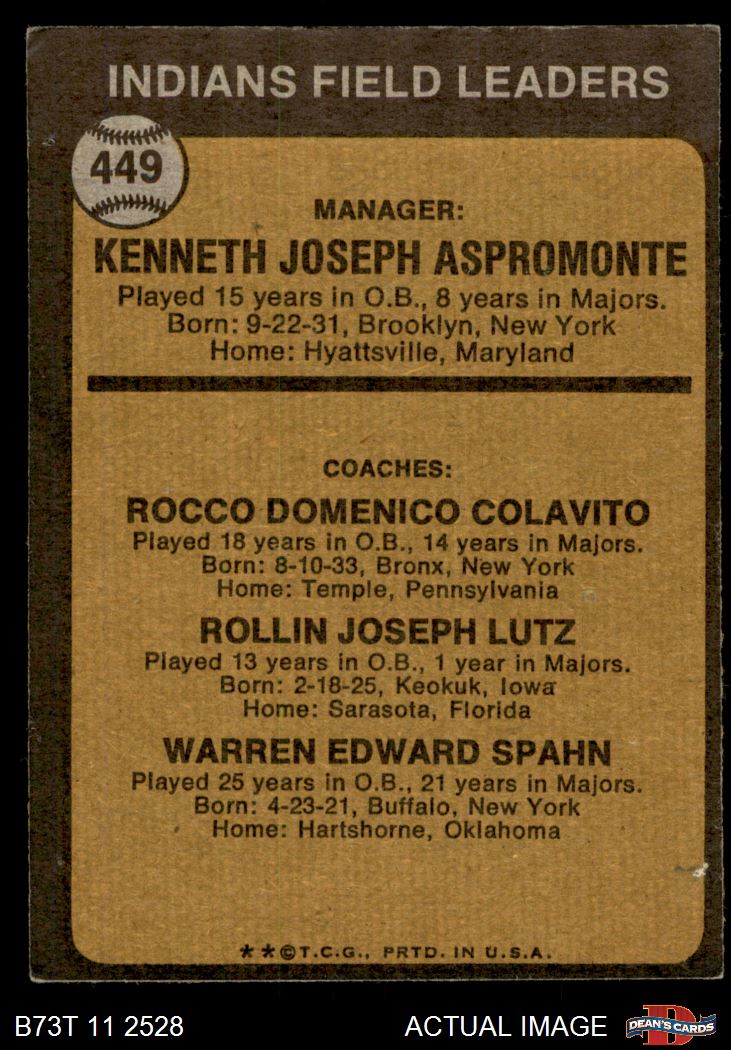 INDIANS FIELD LEADERS
449
MANAGER:
KENNETH JOSEPH ASPROMONTE
Played 15 years in O.B., 8 years in Majors.
Born: 9-22-31, Brooklyn, New York
Home: Hyattsville, Maryland
COACHES:
ROCCO DOMENICO COLAVITO
Played 18 years in O.B., 14 years in Majors.
Born: 8-10-33, Bronx, New York
Home: Temple, Pennsylvania
ROLLIN JOSEPH LUTZ
Played 13 years in O.B., 1 year in Majors.
Born: 2-18-25, Keokuk, Iowa
Home: Sarasota, Florida
WARREN EDWARD SPAHN
Played 25 years in O.B., 21 years in Majors.
Born: 4-23-21, Buffalo, New York
Home: Hartshorne, Oklahoma
**©T.C.G., PRTD. IN U.S.A.
B73T 11 2528 ACTUAL IMAGE D DEAN'S CARDS